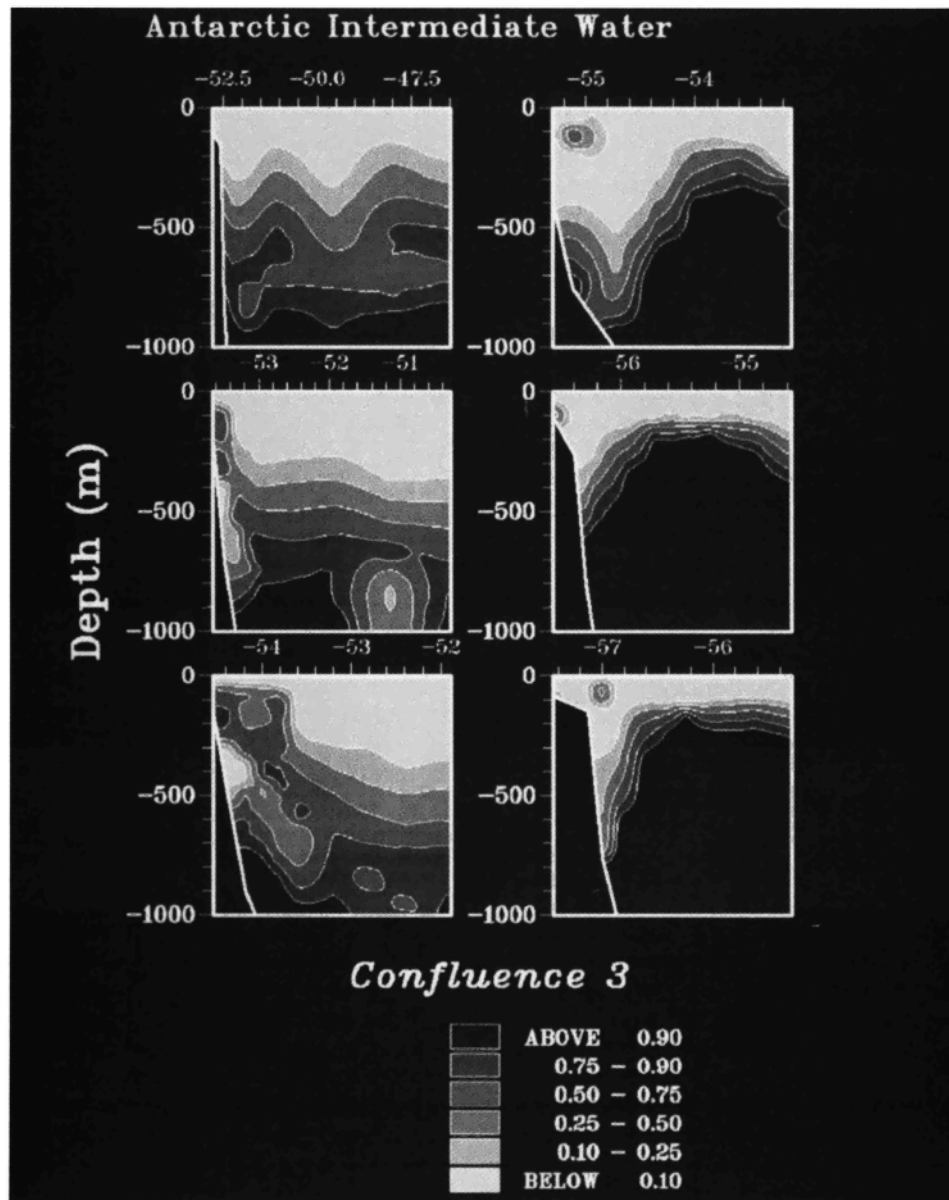 Antarctic Intermediate Water
−52.5 −50.0 −47.5 −55 −54
0 0
−500 −500
−1000 −1000
−53 −52 −51 −56 −55
0 0
−500 −500
−1000 −1000
−54 −53 −52 −57 −56
0 0
−500 −500
−1000 −1000
Depth (m)
Confluence 3
ABOVE 0.90
0.75 − 0.90
0.50 − 0.75
0.25 − 0.50
0.10 − 0.25
BELOW 0.10